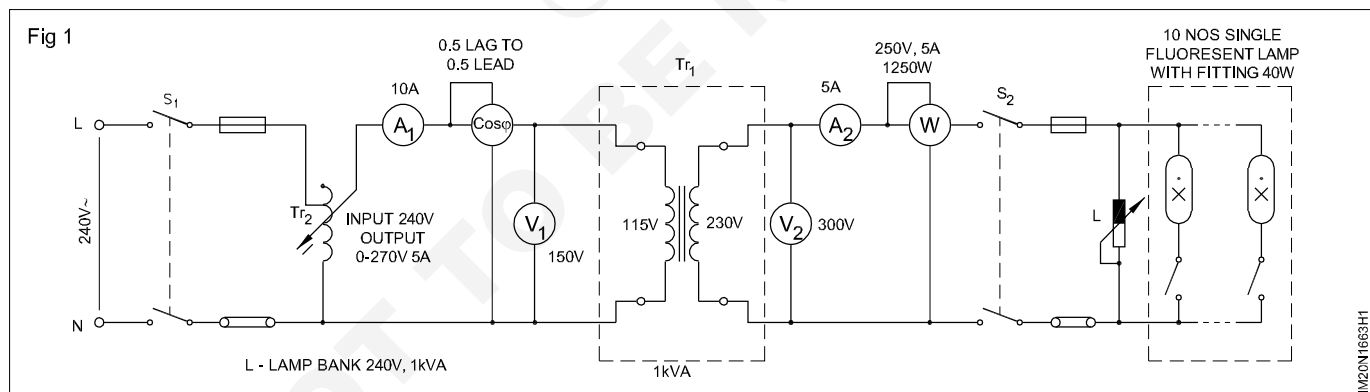 Fig 1
0.5 LAG TO
0.5 LEAD
250V, 5A
1250W
10 NOS SINGLE
FLUORESENT LAMP
WITH FITTING 40W
Tr1
S1
10A
5A
S2
L
A1
Cosφ
A2
W
240V~
Tr2
INPUT 240V
OUTPUT
0-270V 5A
V1
150V
115V
230V
V2
300V
L
N
L - LAMP BANK 240V, 1kVA
1kVA
M20N1663H1